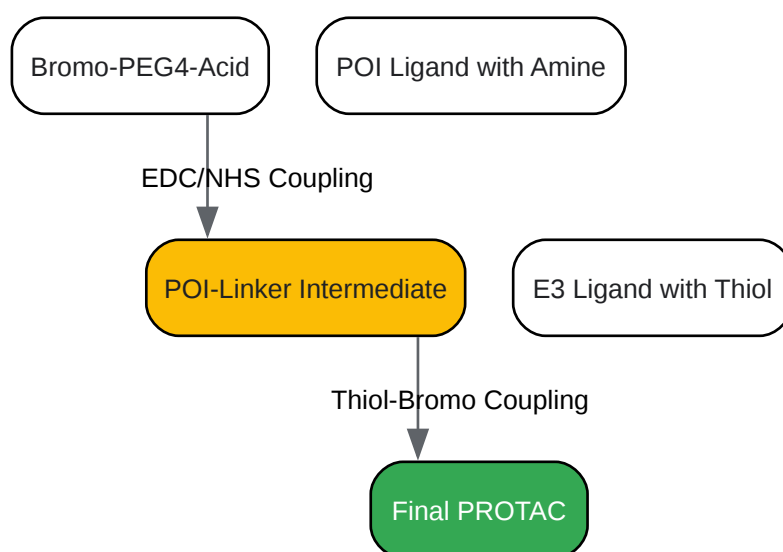 Bromo-PEG4-Acid
POI Ligand with Amine
EDC/NHS Coupling
POI-Linker Intermediate
E3 Ligand with Thiol
Thiol-Bromo Coupling
Final PROTAC